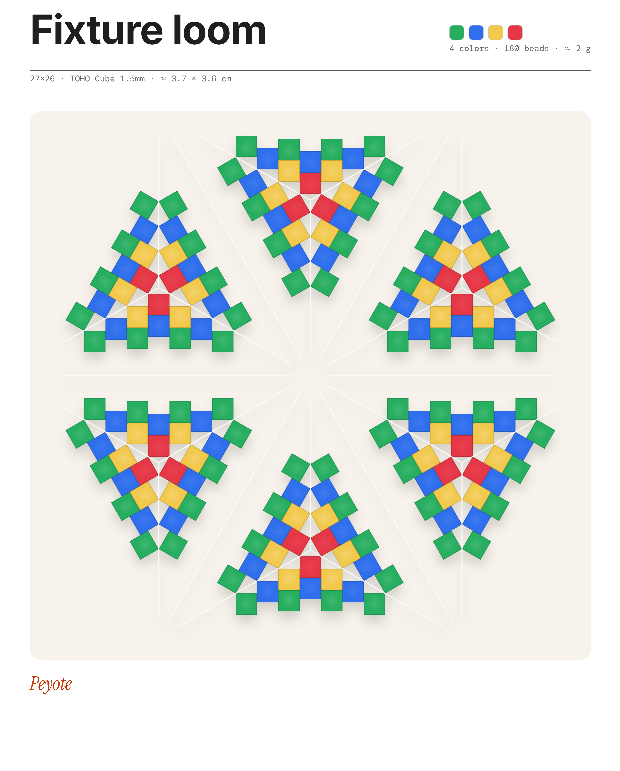 Fixture loom
4 colors · 180 beads · ≈ 2 g
27×26 · TOHO Cube 1.5mm · ≈ 3.7 × 3.6 cm
Peyote